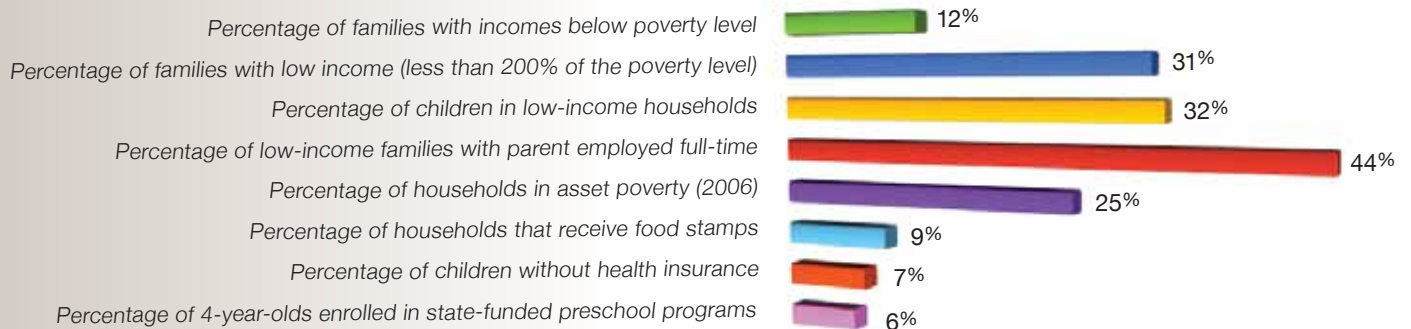 Percentage of families with incomes below poverty level 12%
Percentage of families with low income (less than 200% of the poverty level) 31%
Percentage of children in low-income households 32%
Percentage of low-income families with parent employed full-time 44%
Percentage of households in asset poverty (2006) 25%
Percentage of households that receive food stamps 9%
Percentage of children without health insurance 7%
Percentage of 4-year-olds enrolled in state-funded preschool programs 6%